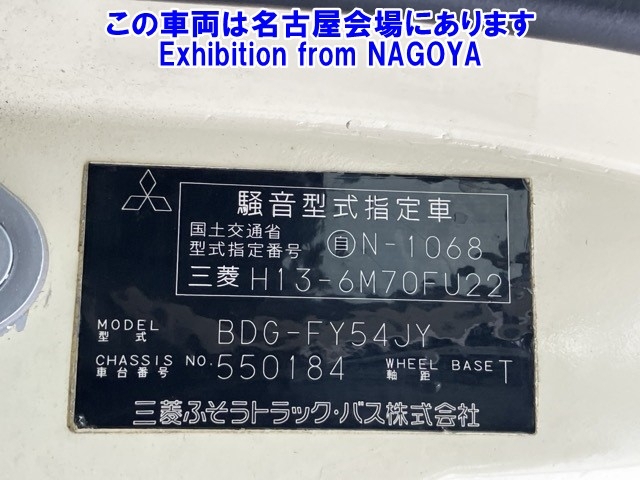 この車両は名古屋会場にあります
Exhibition from NAGOYA
騒音型式指定車
国土交通省
型式指定番号 自 N-1068
三菱 H13-6M70FU22
MODEL 型式 BDG-FY54JY
CHASSIS NO. 車台番号 550184 WHEEL BASE 軸距 T
三菱ふそうトラック・バス株式会社